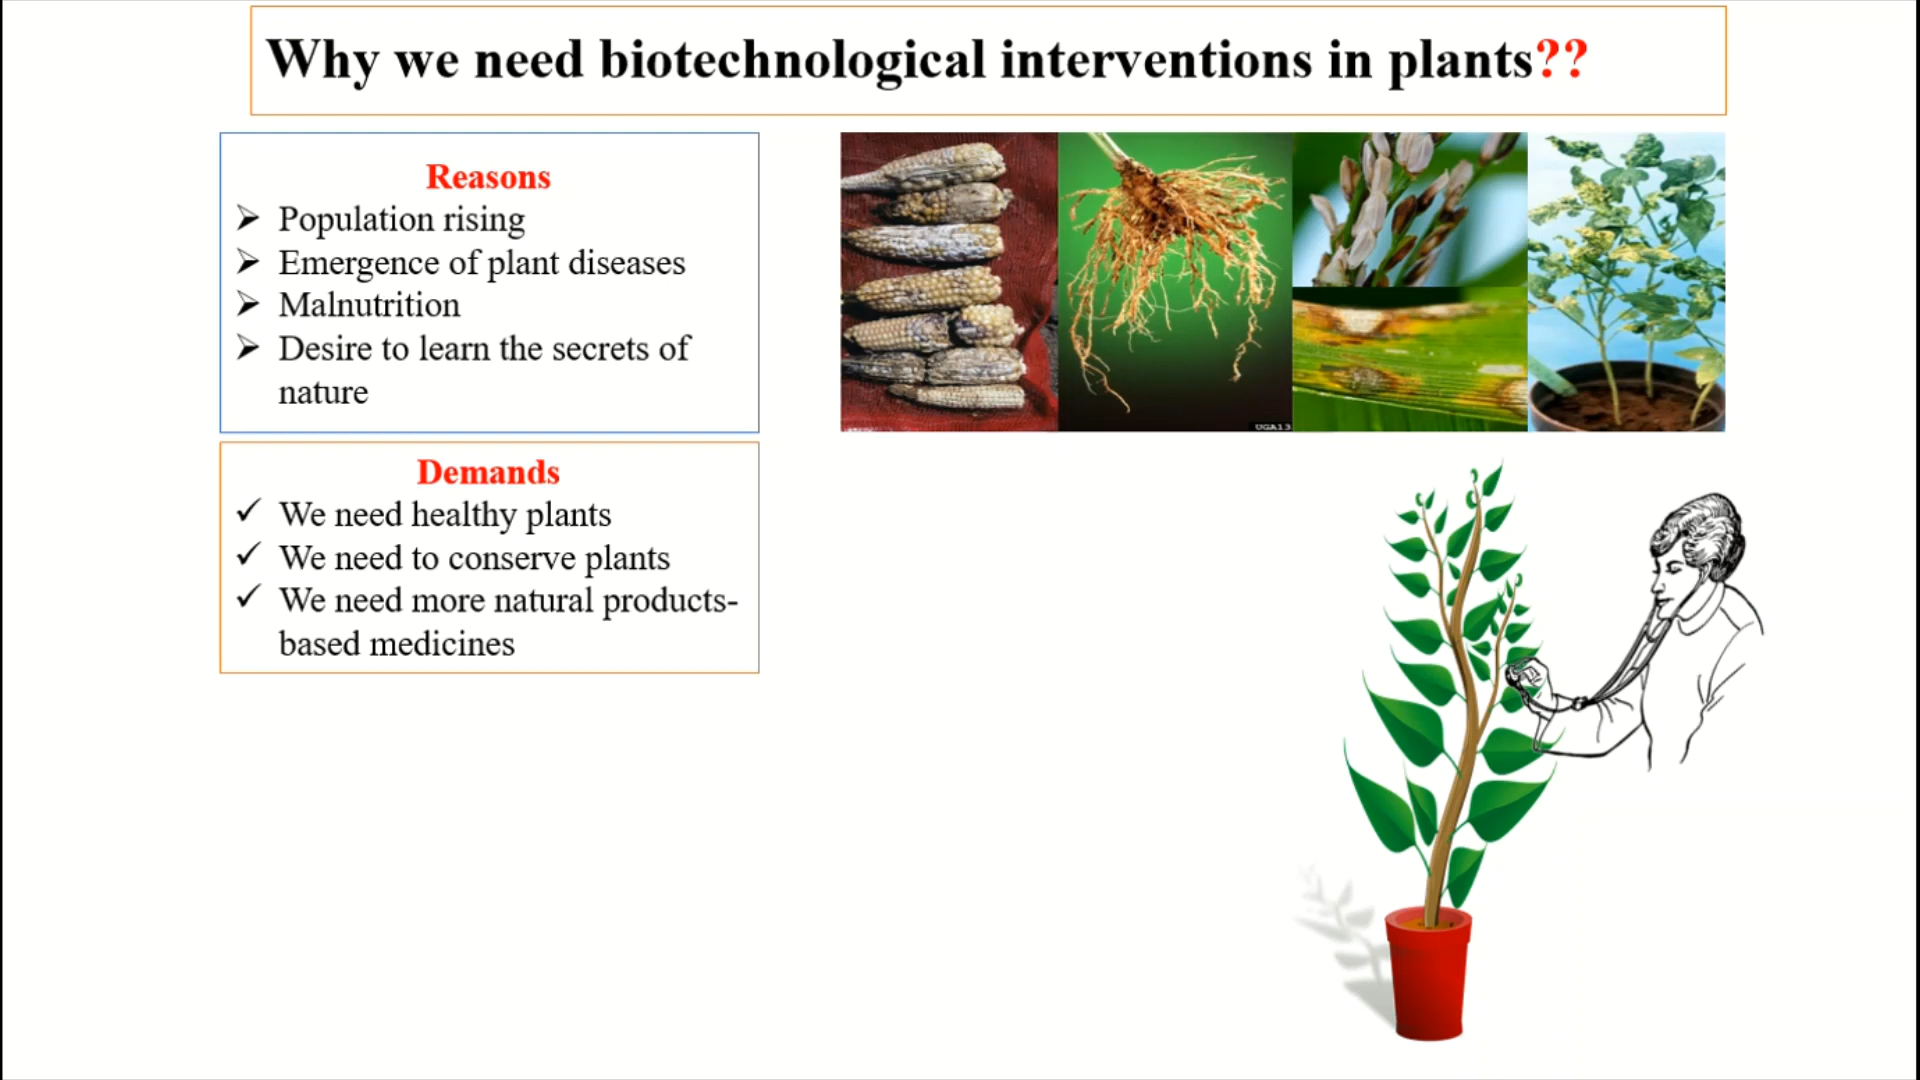 Why we need biotechnological interventions in plants??
Reasons
➢ Population rising
➢ Emergence of plant diseases
➢ Malnutrition
➢ Desire to learn the secrets of
nature
Demands
✓ We need healthy plants
✓ We need to conserve plants
✓ We need more natural products-
based medicines
UGA13